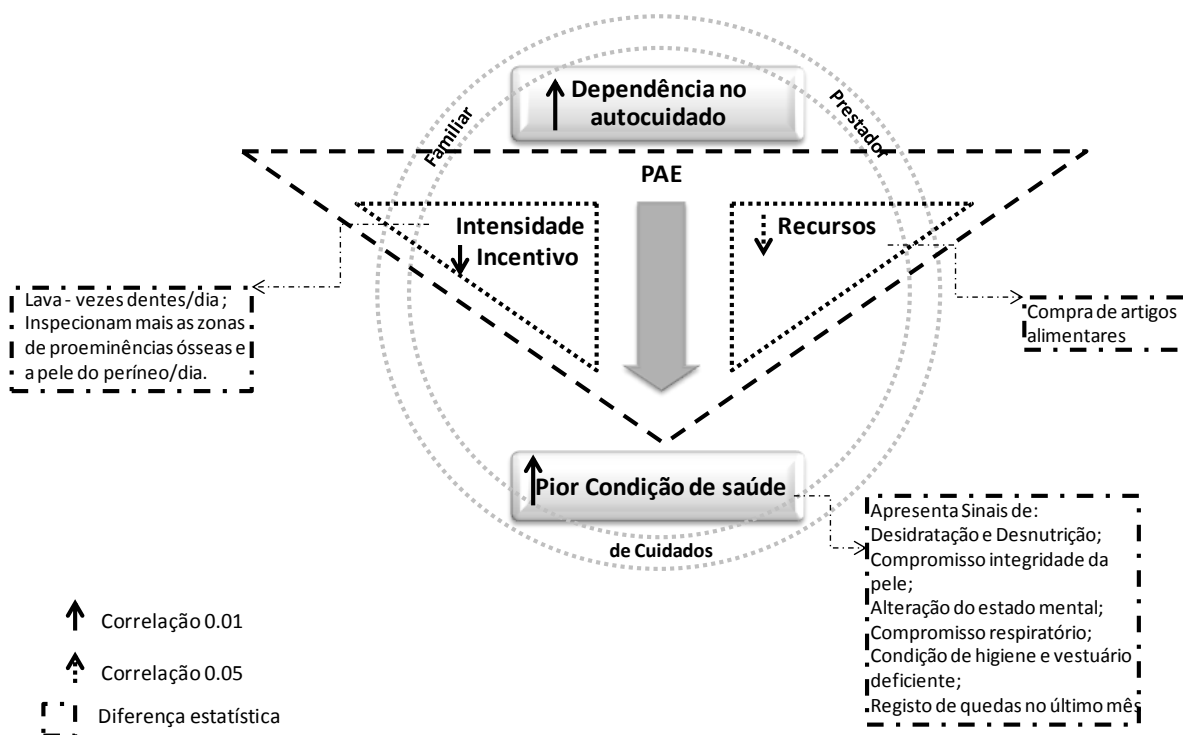 Dependência no
autocuidado
Familiar
Prestador
PAE
Intensidade
Incentivo
Recursos
Lava - vezes dentes/dia ;
Inspecionam mais as zonas
de proeminências ósseas e
a pele do períneo/dia.
Compra de artigos
alimentares
Pior Condição de saúde
de Cuidados
Apresenta Sinais de:
Desidratação e Desnutrição;
Compromisso integridade da
pele;
Alteração do estado mental;
Compromisso respiratório;
Condição de higiene e vestuário
deficiente;
Registo de quedas no último mês
Correlação 0.01
Correlação 0.05
Diferença estatística